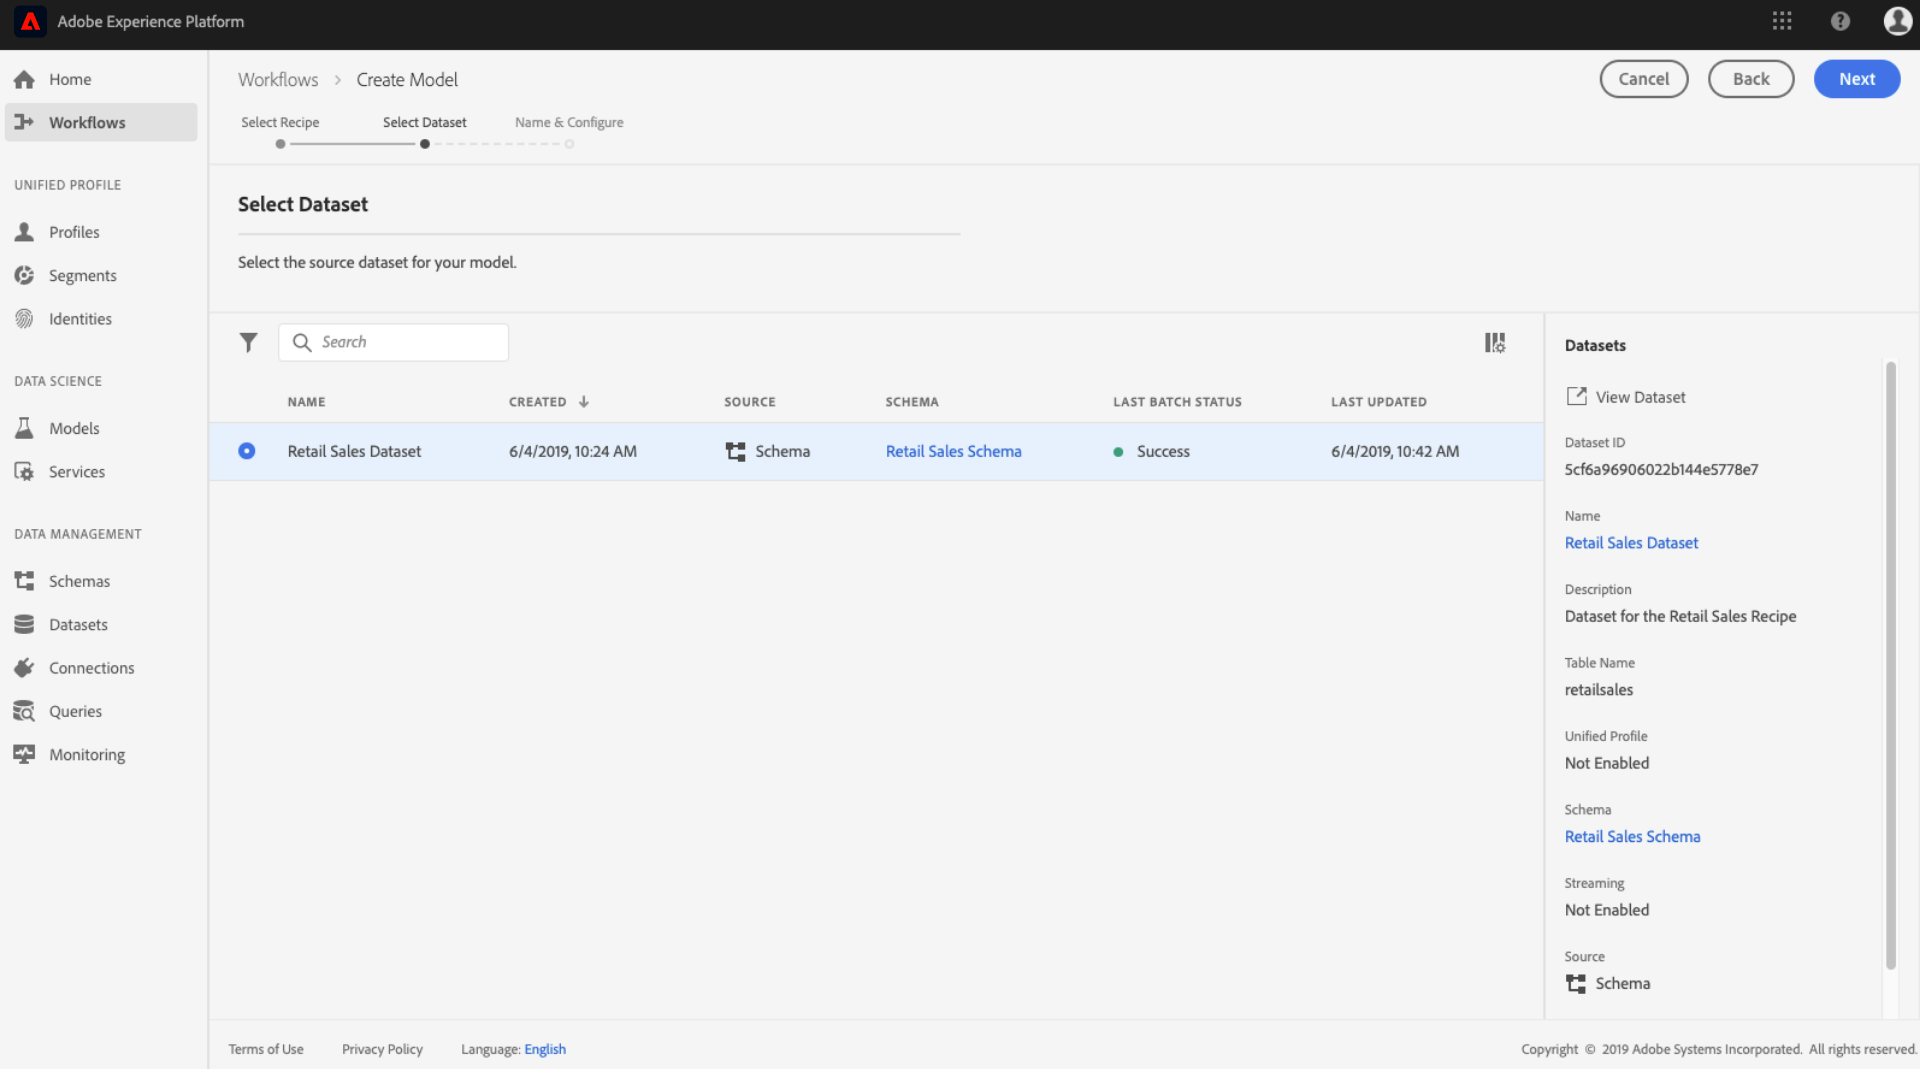 Adobe Experience Platform
Home
Workflows
UNIFIED PROFILE
Profiles
Segments
Identities
DATA SCIENCE
Models
Services
DATA MANAGEMENT
Schemas
Datasets
Connections
Queries
Monitoring
Workflows > Create Model
Cancel Back Next
Select Recipe Select Dataset Name & Configure
Select Dataset
Select the source dataset for your model.
Search
NAME CREATED ↓ SOURCE SCHEMA LAST BATCH STATUS LAST UPDATED
Retail Sales Dataset 6/4/2019, 10:24 AM Schema Retail Sales Schema Success 6/4/2019, 10:42 AM
Datasets
View Dataset
Dataset ID
5cf6a96906022b144e5778e7
Name
Retail Sales Dataset
Description
Dataset for the Retail Sales Recipe
Table Name
retailsales
Unified Profile
Not Enabled
Schema
Retail Sales Schema
Streaming
Not Enabled
Source
Schema
Terms of Use Privacy Policy Language: English
Copyright © 2019 Adobe Systems Incorporated. All rights reserved.